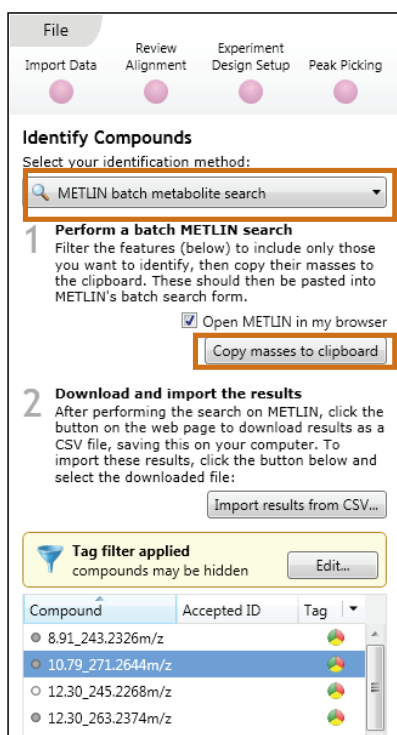 File
Import Data
Review Alignment
Experiment Design Setup
Peak Picking
Identify Compounds
Select your identification method:
METLIN batch metabolite search
1 Perform a batch METLIN search
Filter the features (below) to include only those
you want to identify, then copy their masses to
the clipboard. These should then be pasted into
METLIN's batch search form.
Open METLIN in my browser
Copy masses to clipboard
2 Download and import the results
After performing the search on METLIN, click the
button on the web page to download results as a
CSV file, saving this on your computer. To
import these results, click the button below and
select the downloaded file:
Import results from CSV...
Tag filter applied
compounds may be hidden
Edit...
Compound Accepted ID Tag
8.91_243.2326m/z
10.79_271.2644m/z
12.30_245.2268m/z
12.30_263.2374m/z